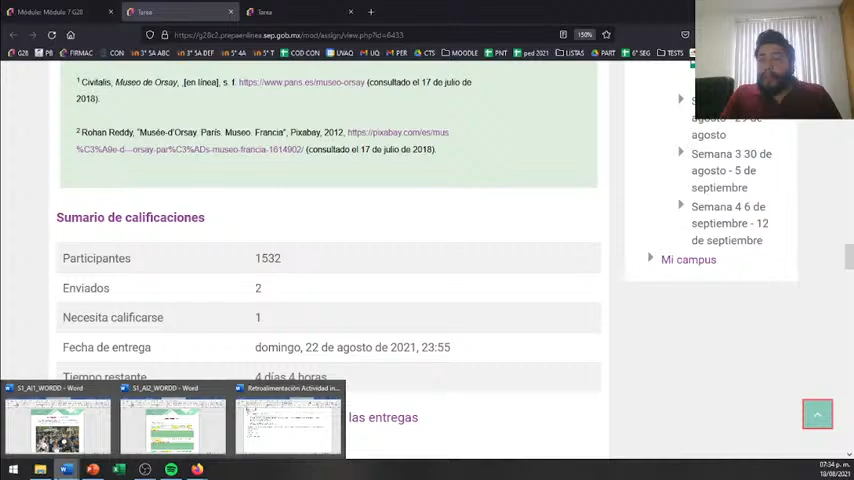 Módulo: Módulo 7 G28
Tarea
Tarea
https://g28c2.prepaenlinea.sep.gob.mx/mod/assign/view.php?id=6433
150%
G28 PB FIRMAC CON 3° SA ABC 3° SA DEF 5° 4A ETC COD CON UVAQ UQ PER CTS MOODLE PNT ped 2021 LISTAS 6° SEG TESTS
1 Civitalis, Museo de Orsay, ,[en línea], s. f. https://www.paris.es/museo-orsay (consultado el 17 de julio de
2018).
2 Rohan Reddy, "Musée-d'Orsay. París. Museo. Francia", Pixabay, 2012, https://pixabay.com/es/mus
%C3%A9e-d---orsay-par%C3%ADs-museo-francia-1614902/ (consultado el 17 de julio de 2018).
Sumario de calificaciones
Participantes 1532
Enviados 2
Necesita calificarse 1
Fecha de entrega domingo, 22 de agosto de 2021, 23:55
Tiempo restante 4 días 4 horas
las entregas
agosto
Semana 3 30 de
agosto - 5 de
septiembre
Semana 4 6 de
septiembre - 12
de septiembre
Mi campus
S1_AI1_WORDD - Word
S1_AI2_WORDD - Word
Retroalimentación Actividad in...
07:34 p. m.
18/08/2021